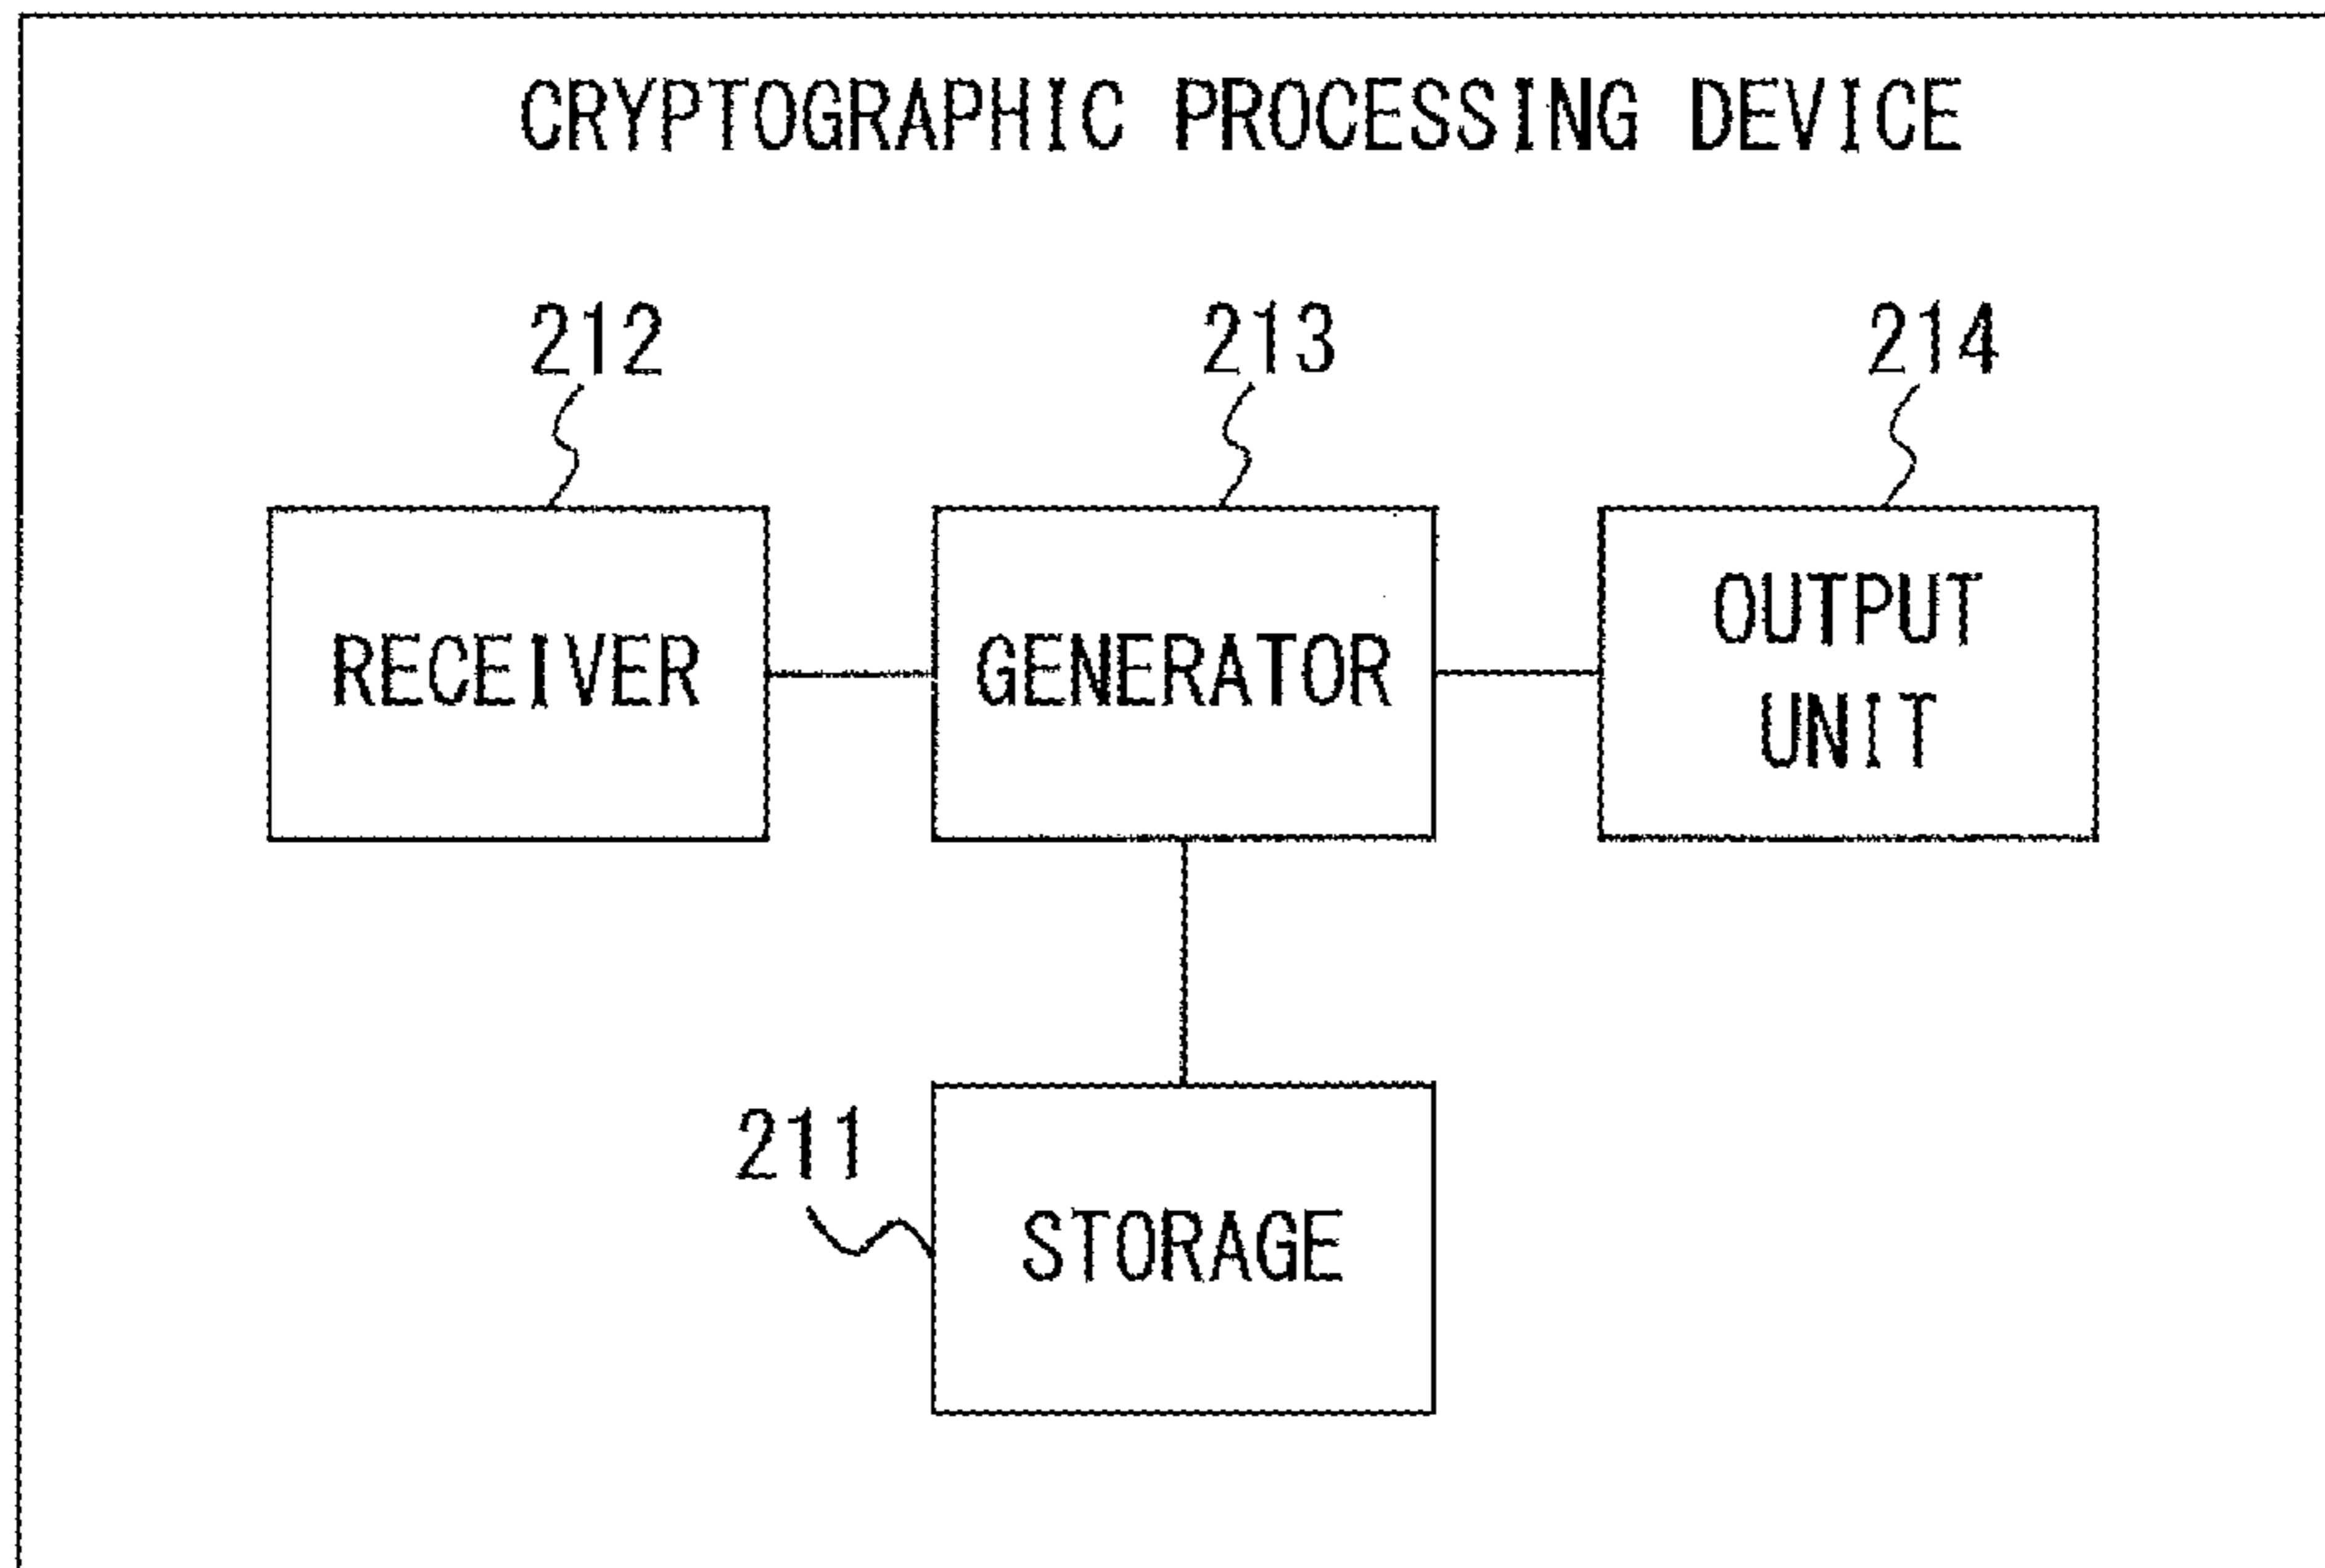 CRYPTOGRAPHIC PROCESSING DEVICE
212
213
214
RECEIVER
GENERATOR
OUTPUT
UNIT
211
STORAGE